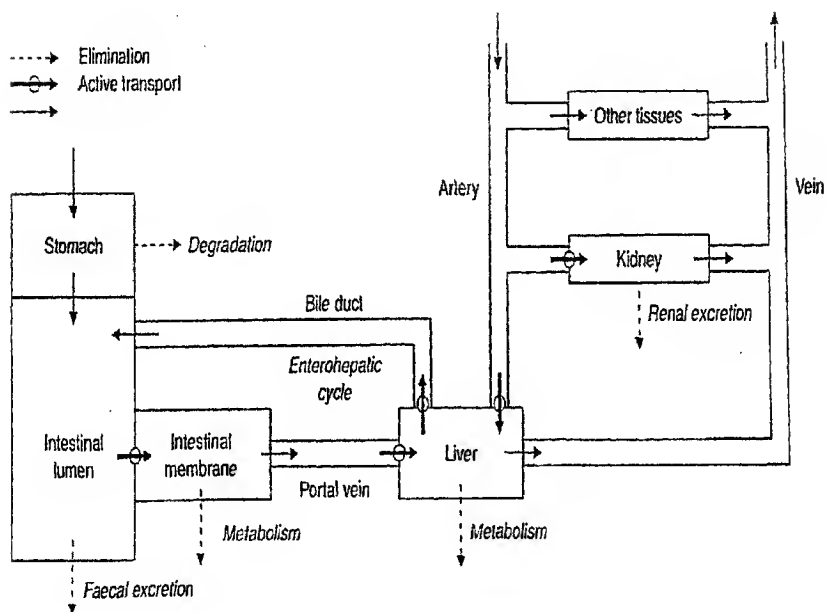 Elimination
Active transport
Other tissues
Artery
Vein
Stomach
Degradation
Kidney
Bile duct
Renal excretion
Enterohepatic
cycle
Intestinal
lumen
Intestinal
membrane
Liver
Portal vein
Metabolism
Metabolism
Faecal excretion